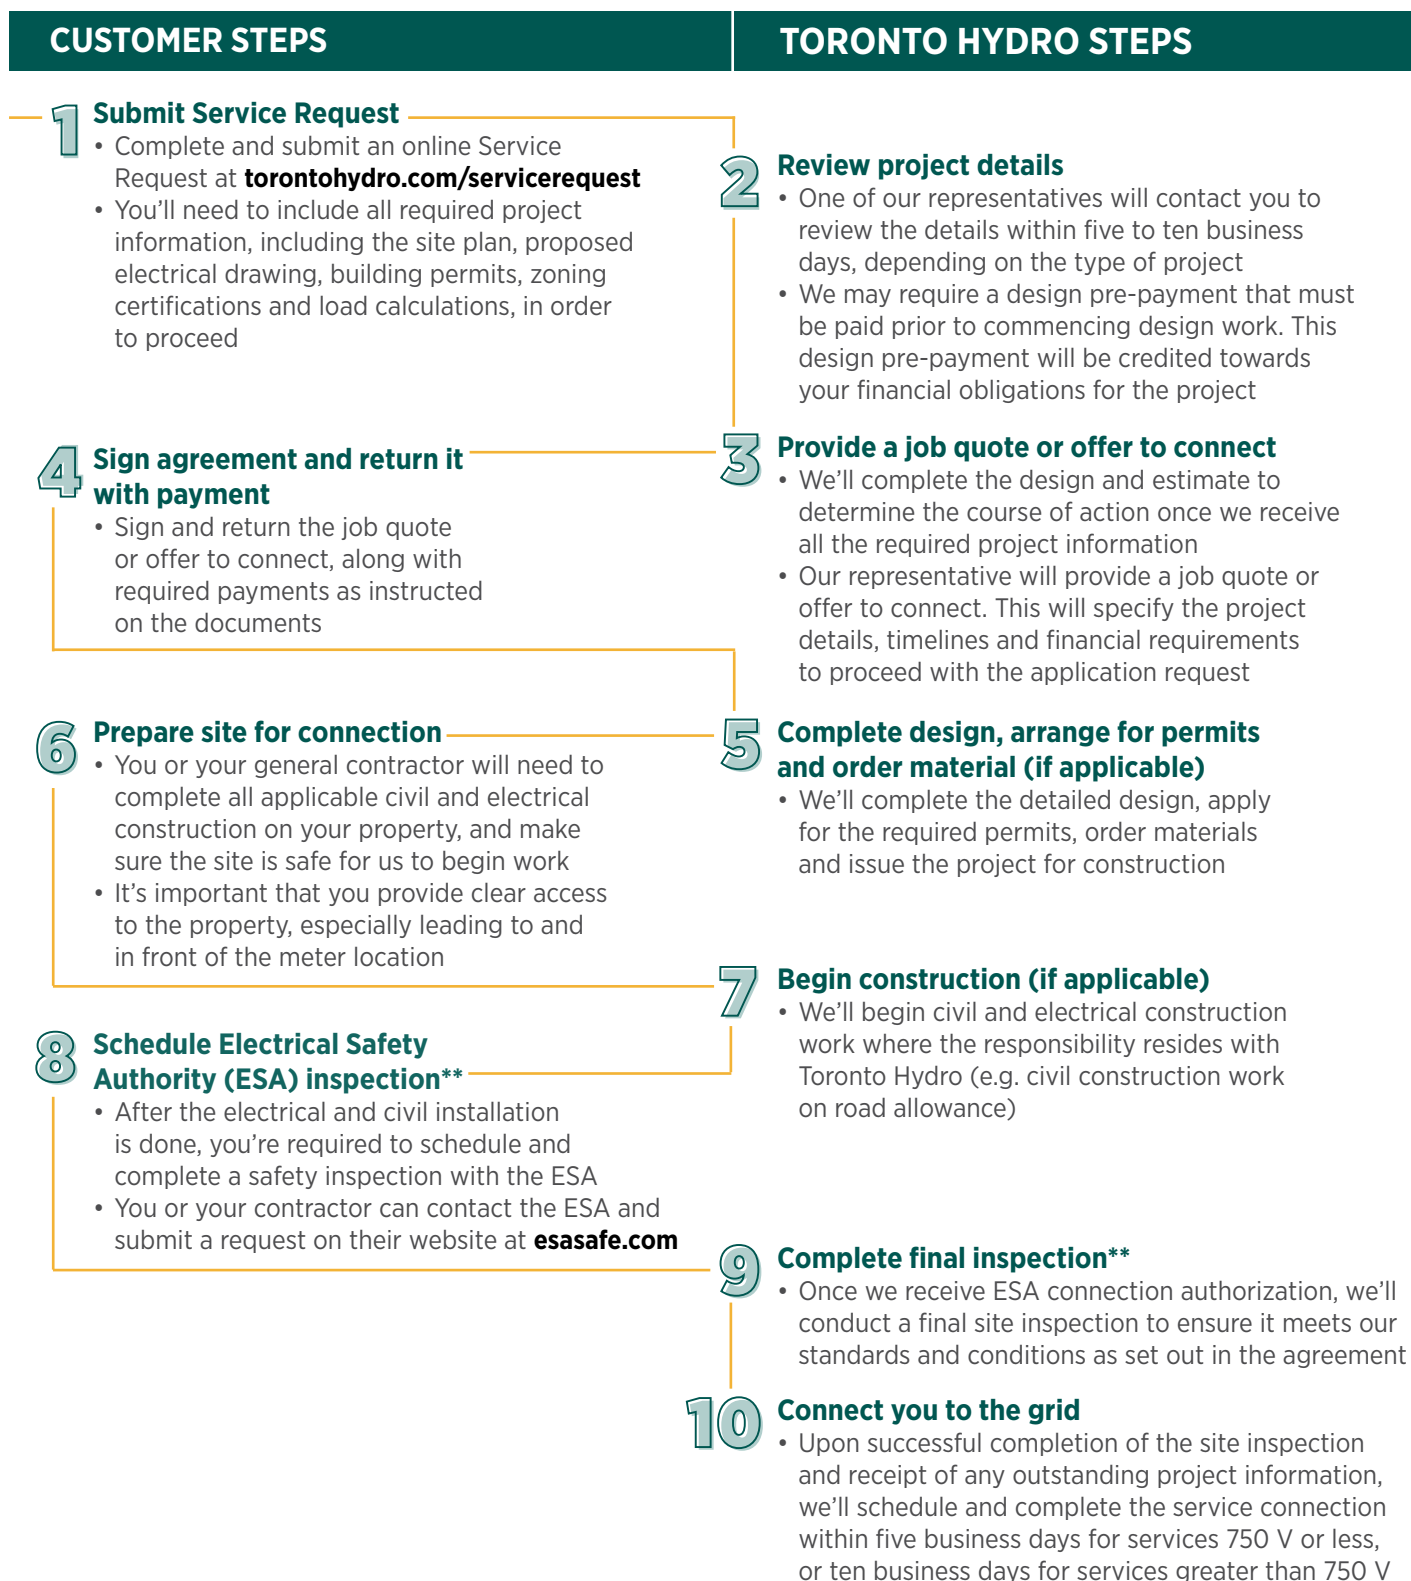 CUSTOMER STEPS
TORONTO HYDRO STEPS
1
Submit Service Request
• Complete and submit an online Service
Request at torontohydro.com/servicerequest
• You’ll need to include all required project
information, including the site plan, proposed
electrical drawing, building permits, zoning
certifications and load calculations, in order
to proceed
2
Review project details
• One of our representatives will contact you to
review the details within five to ten business
days, depending on the type of project
• We may require a design pre-payment that must
be paid prior to commencing design work. This
design pre-payment will be credited towards
your financial obligations for the project
3
Provide a job quote or offer to connect
• We’ll complete the design and estimate to
determine the course of action once we receive
all the required project information
• Our representative will provide a job quote or
offer to connect. This will specify the project
details, timelines and financial requirements
to proceed with the application request
4
Sign agreement and return it
with payment
• Sign and return the job quote
or offer to connect, along with
required payments as instructed
on the documents
5
Complete design, arrange for permits
and order material (if applicable)
• We’ll complete the detailed design, apply
for the required permits, order materials
and issue the project for construction
6
Prepare site for connection
• You or your general contractor will need to
complete all applicable civil and electrical
construction on your property, and make
sure the site is safe for us to begin work
• It’s important that you provide clear access
to the property, especially leading to and
in front of the meter location
7
Begin construction (if applicable)
• We’ll begin civil and electrical construction
work where the responsibility resides with
Toronto Hydro (e.g. civil construction work
on road allowance)
8
Schedule Electrical Safety
Authority (ESA) inspection**
• After the electrical and civil installation
is done, you’re required to schedule and
complete a safety inspection with the ESA
• You or your contractor can contact the ESA and
submit a request on their website at esasafe.com
9
Complete final inspection**
• Once we receive ESA connection authorization, we’ll
conduct a final site inspection to ensure it meets our
standards and conditions as set out in the agreement
10
Connect you to the grid
• Upon successful completion of the site inspection
and receipt of any outstanding project information,
we’ll schedule and complete the service connection
within five business days for services 750 V or less,
or ten business days for services greater than 750 V